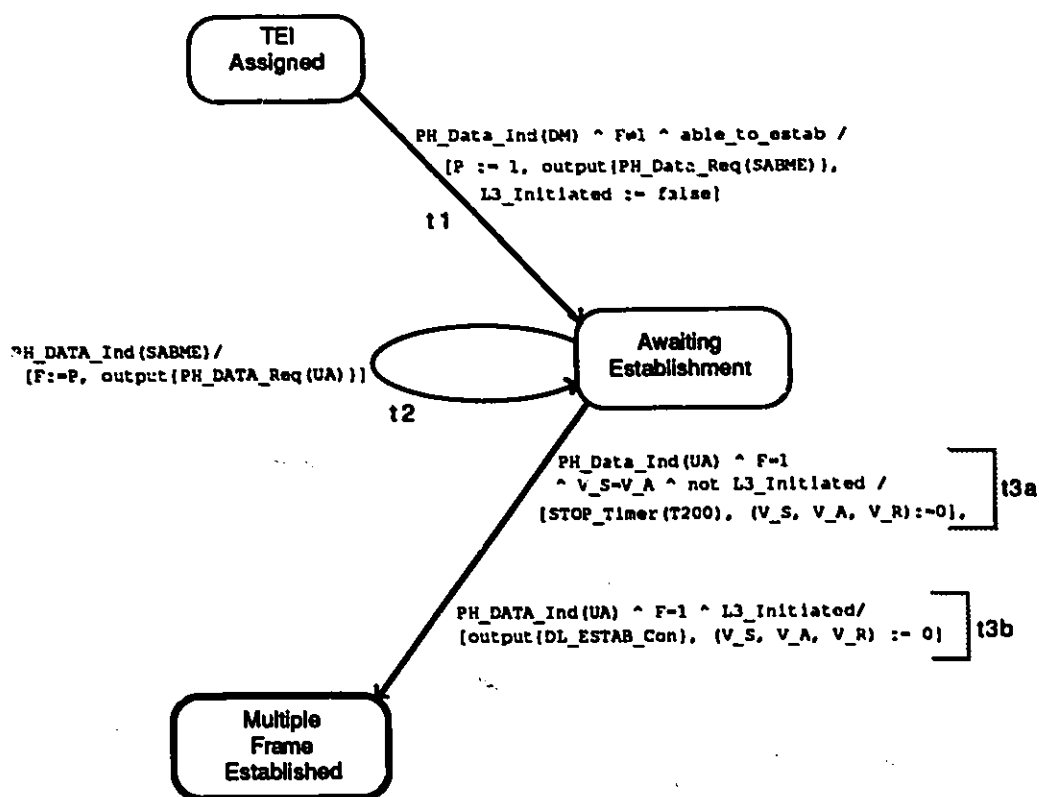 TEI
Assigned
PH_Data_Ind(DM) ^ F≠1 ^ able_to_estab /
[P := 1, output{PH_Data_Req(SABME)},
L3_Initiated := false]
t1
PH_DATA_Ind(SABME)/
[F:=P, output{PH_DATA_Req(UA)}]
t2
Awaiting
Establishment
PH_Data_Ind(UA) ^ F=1
^ V_S=V_A ^ not L3_Initiated /
[STOP_Timer(T200), (V_S, V_A, V_R):=0],
t3a
PH_DATA_Ind(UA) ^ F=1 ^ L3_Initiated/
[output{DL_ESTAB_Con}, (V_S, V_A, V_R) := 0]
t3b
Multiple
Frame
Established